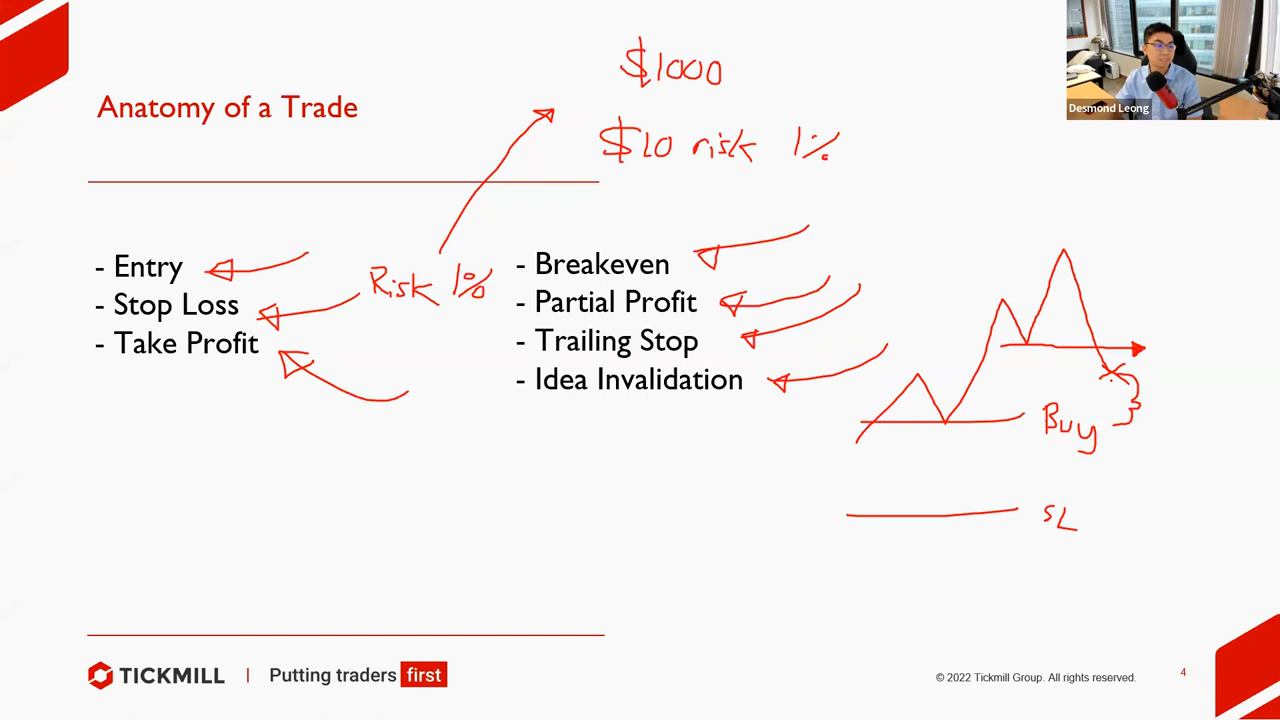 $1000
$10 risk 1%
Desmond Leong
Anatomy of a Trade
- Entry
- Stop Loss
- Take Profit
Risk 1%
- Breakeven
- Partial Profit
- Trailing Stop
- Idea Invalidation
Buy
SL
TICKMILL | Putting traders first
© 2022 Tickmill Group. All rights reserved.
4